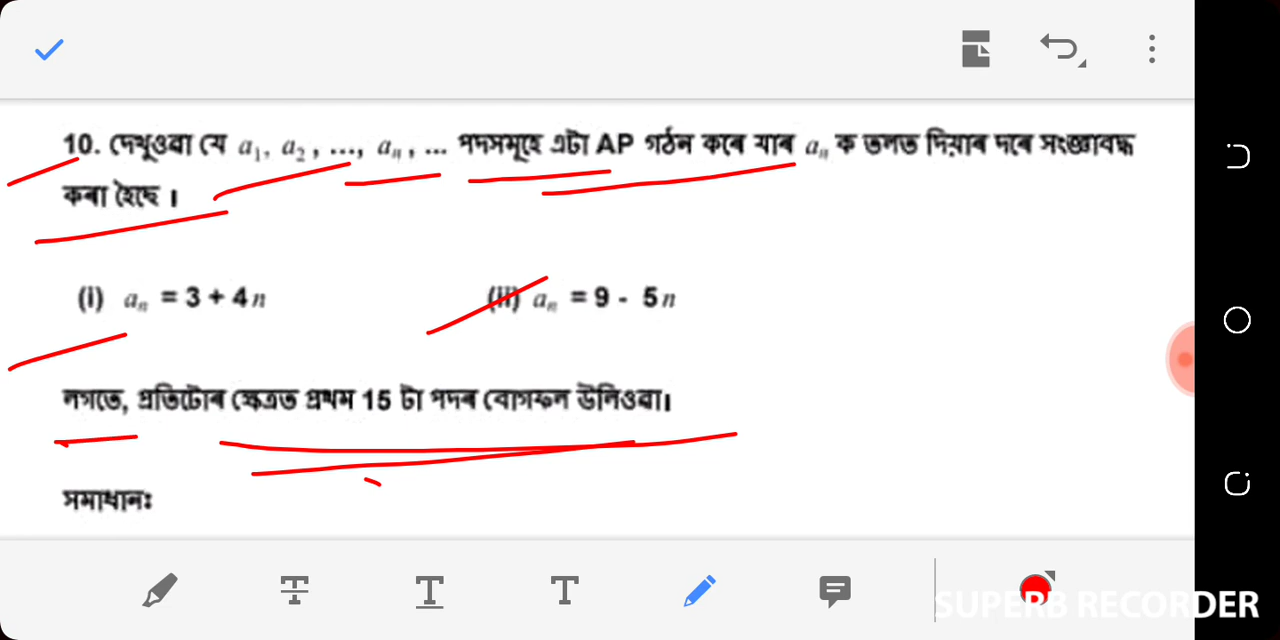 10. দেখুওৱা যে a₁, a₂, ..., aₙ, ... পদসমূহে এটা AP গঠন কৰে যাৰ aₙ ক তলত দিয়াৰ দৰে সংজ্ঞাবদ্ধ
কৰা হৈছে ।
(i) aₙ = 3 + 4n (ii) aₙ = 9 - 5n
লগতে, প্ৰতিটোৰ ক্ষেত্ৰত প্ৰথম 15 টা পদৰ যোগফল উলিওৱা।
সমাধানঃ
SUPERB RECORDER